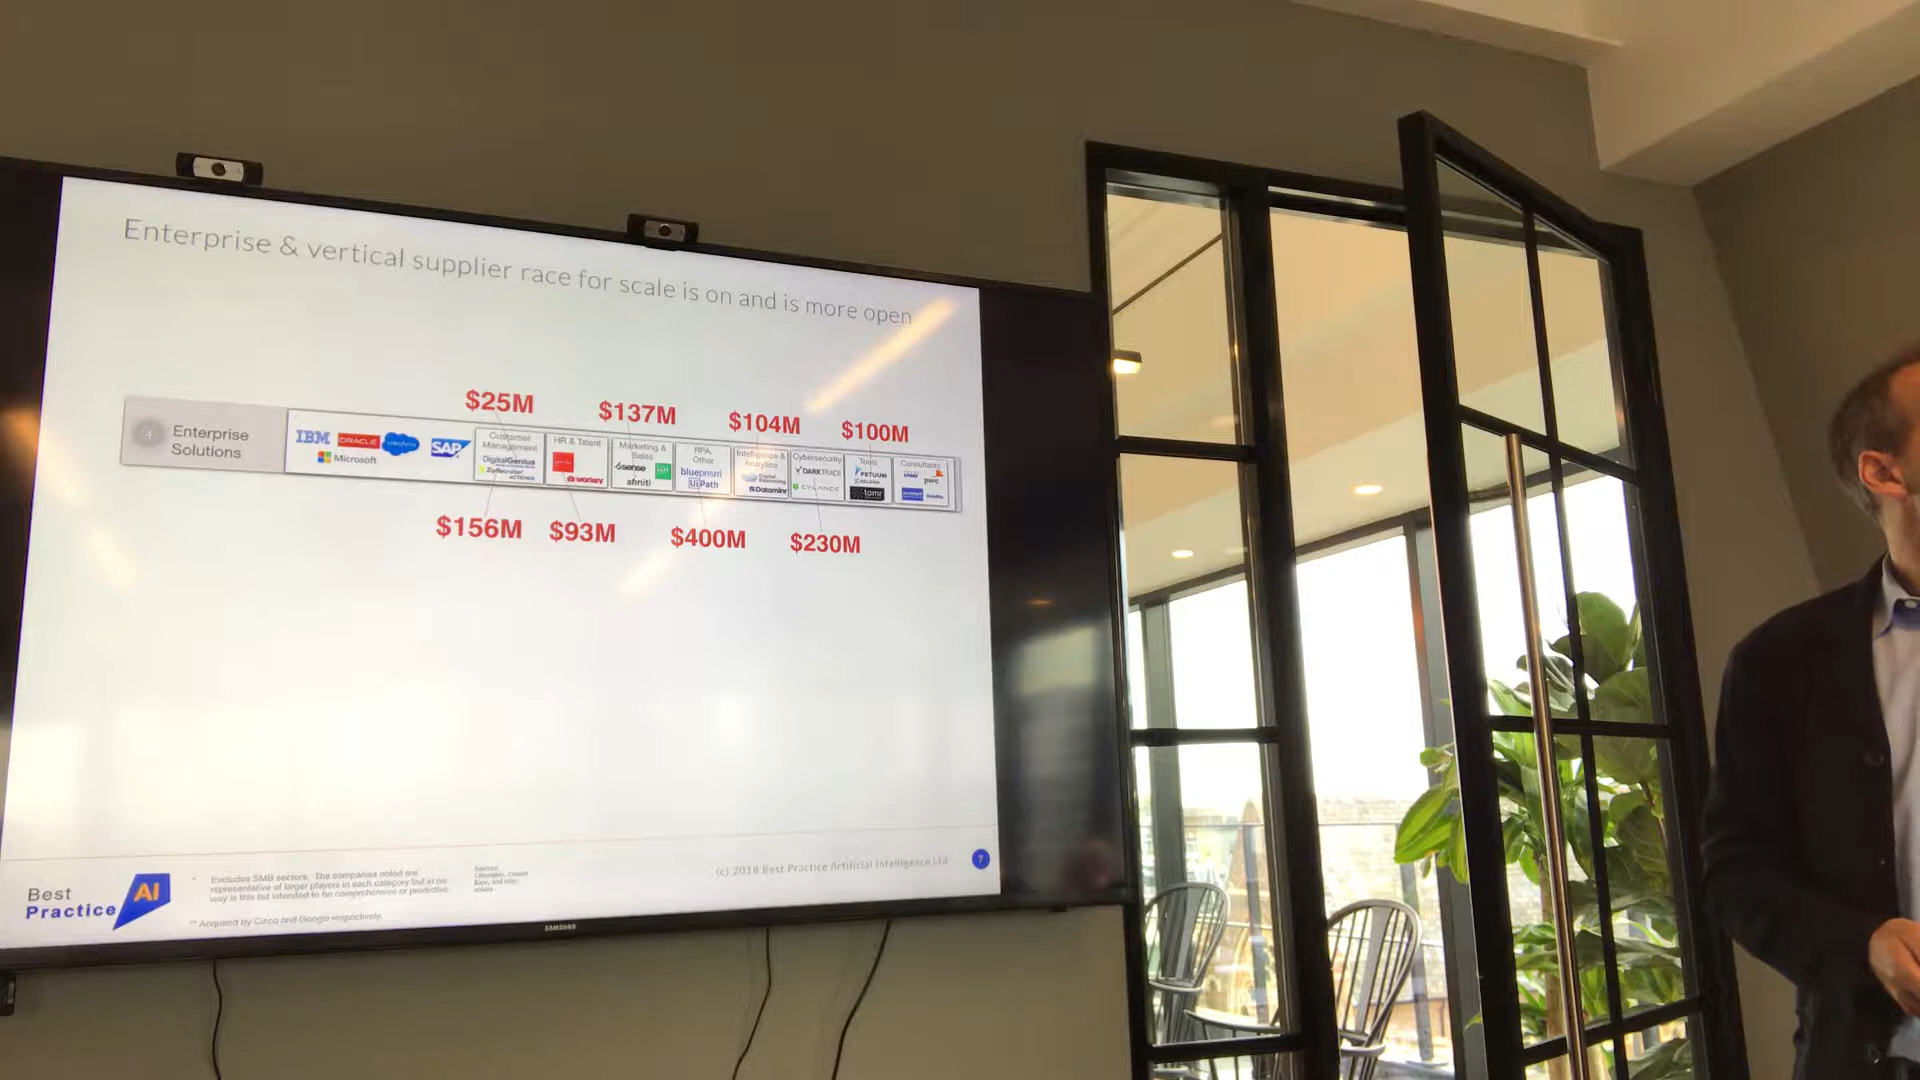 Enterprise & vertical supplier race for scale is on and is more open
$25M
$137M
$104M
$100M
4
Enterprise
Solutions
IBM
ORACLE
salesforce
SAP
Microsoft
Customer
Management
DigitalGenius
ZipRecruiter
ACTIONIQ
HR & Talent
workey
Marketing &
Sales
6sense
afiniti
RPA,
Other
blueprism
UiPath
Intelligence &
Analytics
Digital
Reasoning
Dataminr
Cybersecurity
DARKTRACE
CYLANCE
Tools
PETUUM
tamr
Consultants
KPMG
pwc
accenture
Deloitte
$156M
$93M
$400M
$230M
Best
Practice
AI
* Excludes SMB sectors. The companies noted are
representative of larger players in each category but in no
way is this list intended to be comprehensive or predictive
** Acquired by Cisco and Google respectively.
Sources:
(c) 2018 Best Practice Artificial Intelligence Ltd
7
SAMSUNG